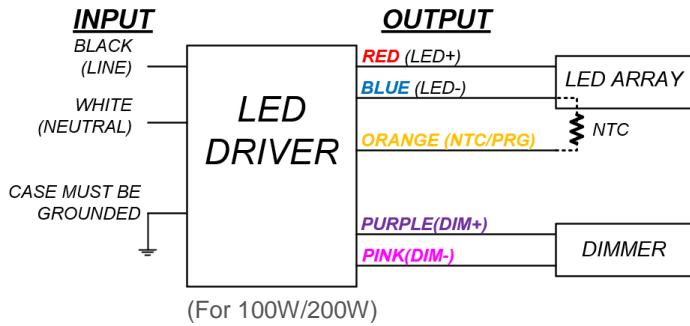 INPUT
OUTPUT
BLACK
(LINE)
WHITE
(NEUTRAL)
CASE MUST BE
GROUNDED
LED
DRIVER
RED (LED+)
BLUE (LED-)
ORANGE (NTC/PRG)
PURPLE(DIM+)
PINK(DIM-)
LED ARRAY
NTC
DIMMER
(For 100W/200W)